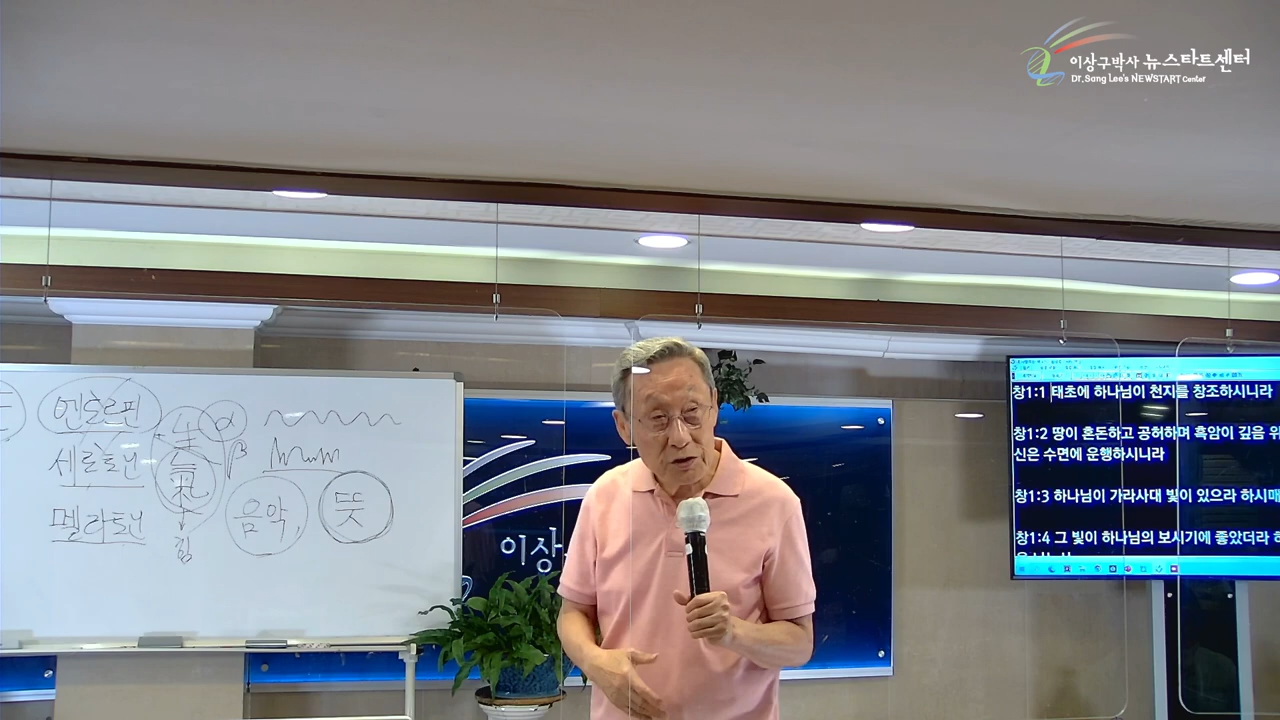 이상구박사 뉴스타트센터
Dr. Sang Lee's NEWSTART Center
엔도르핀
세로토닌
멜라토닌
生
氣
힘
α
β
음악,
뜻
이상
창1:1 태초에 하나님이 천지를 창조하시니라
창1:2 땅이 혼돈하고 공허하며 흑암이 깊음 위
신은 수면에 운행하시니라
창1:3 하나님이 가라사대 빛이 있으라 하시매
창1:4 그 빛이 하나님의 보시기에 좋았더라 하